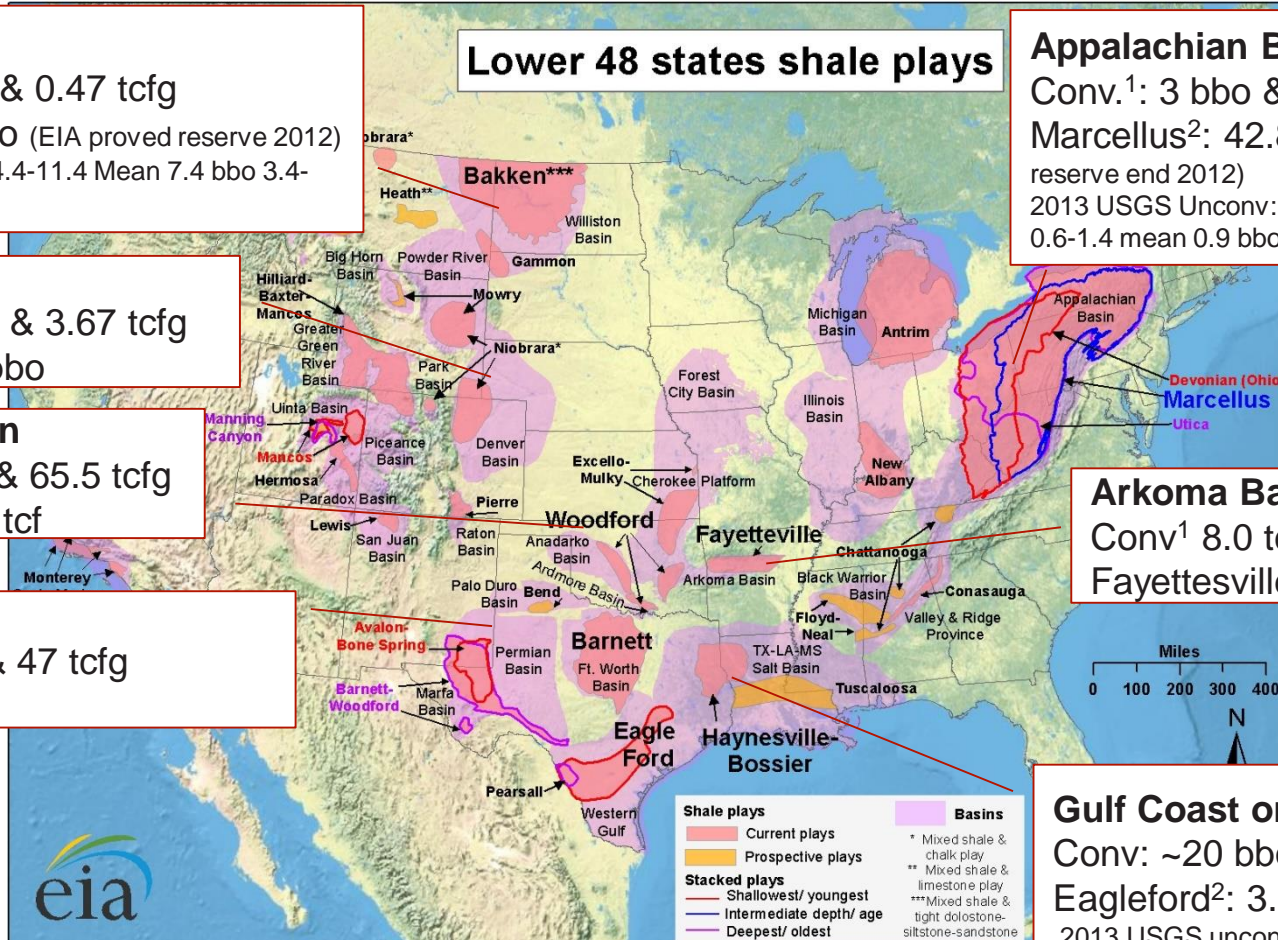 Lower 48 states shale plays
& 0.47 tcfg
(EIA proved reserve 2012)
4.4-11.4 Mean 7.4 bbo 3.4-
& 3.67 tcfg
bbo
& 65.5 tcfg
tcf
& 47 tcfg
Appalachian B
Conv.¹: 3 bbo &
Marcellus²: 42.
reserve end 2012)
2013 USGS Unconv:
0.6-1.4 mean 0.9 bbo
Arkoma Ba
Conv¹ 8.0 t
Fayettesville
Gulf Coast o
Conv: ~20 bb
Eagleford²: 3.
2013 USGS uncon
obrara*
Bakken***
Heath**
Williston
Basin
Big Horn
Basin
Powder River
Basin
Gammon
Hilliard-
Baxter-
Mancos
Mowry
Greater
Green
River
Basin
Niobrara*
Park
Basin
Michigan
Basin
Antrim
Appalachian
Basin
Forest
City Basin
Illinois
Basin
Devonian (Ohio
Marcellus
Utica
Uinta Basin
Manning
Canyon
Mancos
Piceance
Basin
Denver
Basin
Hermosa
Paradox Basin
Excello-
Mulky
Cherokee Platform
New
Albany
Pierre
Lewis
San Juan
Basin
Raton
Basin
Woodford
Anadarko
Basin
Fayetteville
Chattanooga
Monterey
Ardmore Basin
Arkoma Basin
Black Warrior
Basin
Conasauga
Palo Duro
Basin
Bend
Floyd-
Neal
Valley & Ridge
Province
Avalon-
Bone Spring
Permian
Basin
Barnett
Ft. Worth
Basin
TX-LA-MS
Salt Basin
Tuscaloosa
Barnett-
Woodford
Marfa
Basin
Eagle
Ford
Haynesville-
Bossier
Pearsall
Western
Gulf
Miles
0 100 200 300 400
N
Shale plays
Current plays
Prospective plays
Stacked plays
Shallowest/ youngest
Intermediate depth/ age
Deepest/ oldest
Basins
* Mixed shale &
chalk play
** Mixed shale &
limestone play
***Mixed shale &
tight dolostone-
siltstone-sandstone
eia